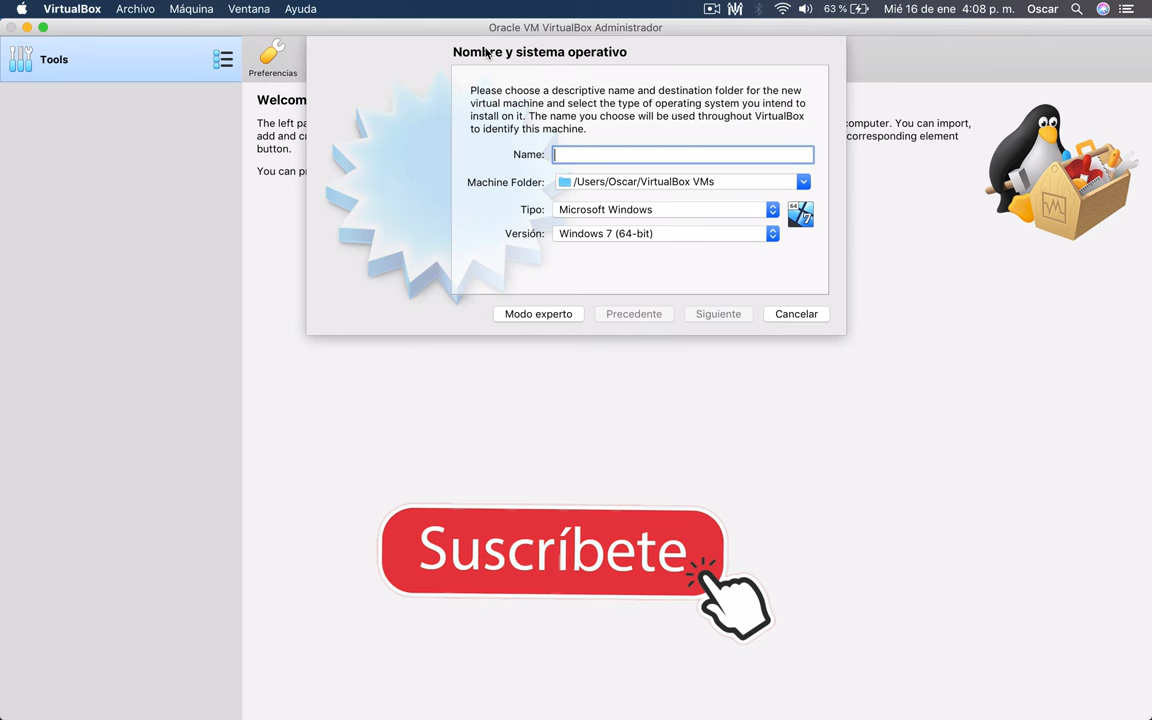 VirtualBox Archivo Máquina Ventana Ayuda 63 % Mié 16 de ene 4:08 p. m. Oscar
Oracle VM VirtualBox Administrador
Tools
Preferencias
Welcom
The left pa
add and cr
button.
You can pr
computer. You can import,
corresponding element
Nombre y sistema operativo
Please choose a descriptive name and destination folder for the new
virtual machine and select the type of operating system you intend to
install on it. The name you choose will be used throughout VirtualBox
to identify this machine.
Name:
Machine Folder: /Users/Oscar/VirtualBox VMs
Tipo: Microsoft Windows
64
7
Versión: Windows 7 (64-bit)
Modo experto Precedente Siguiente Cancelar
Suscríbete